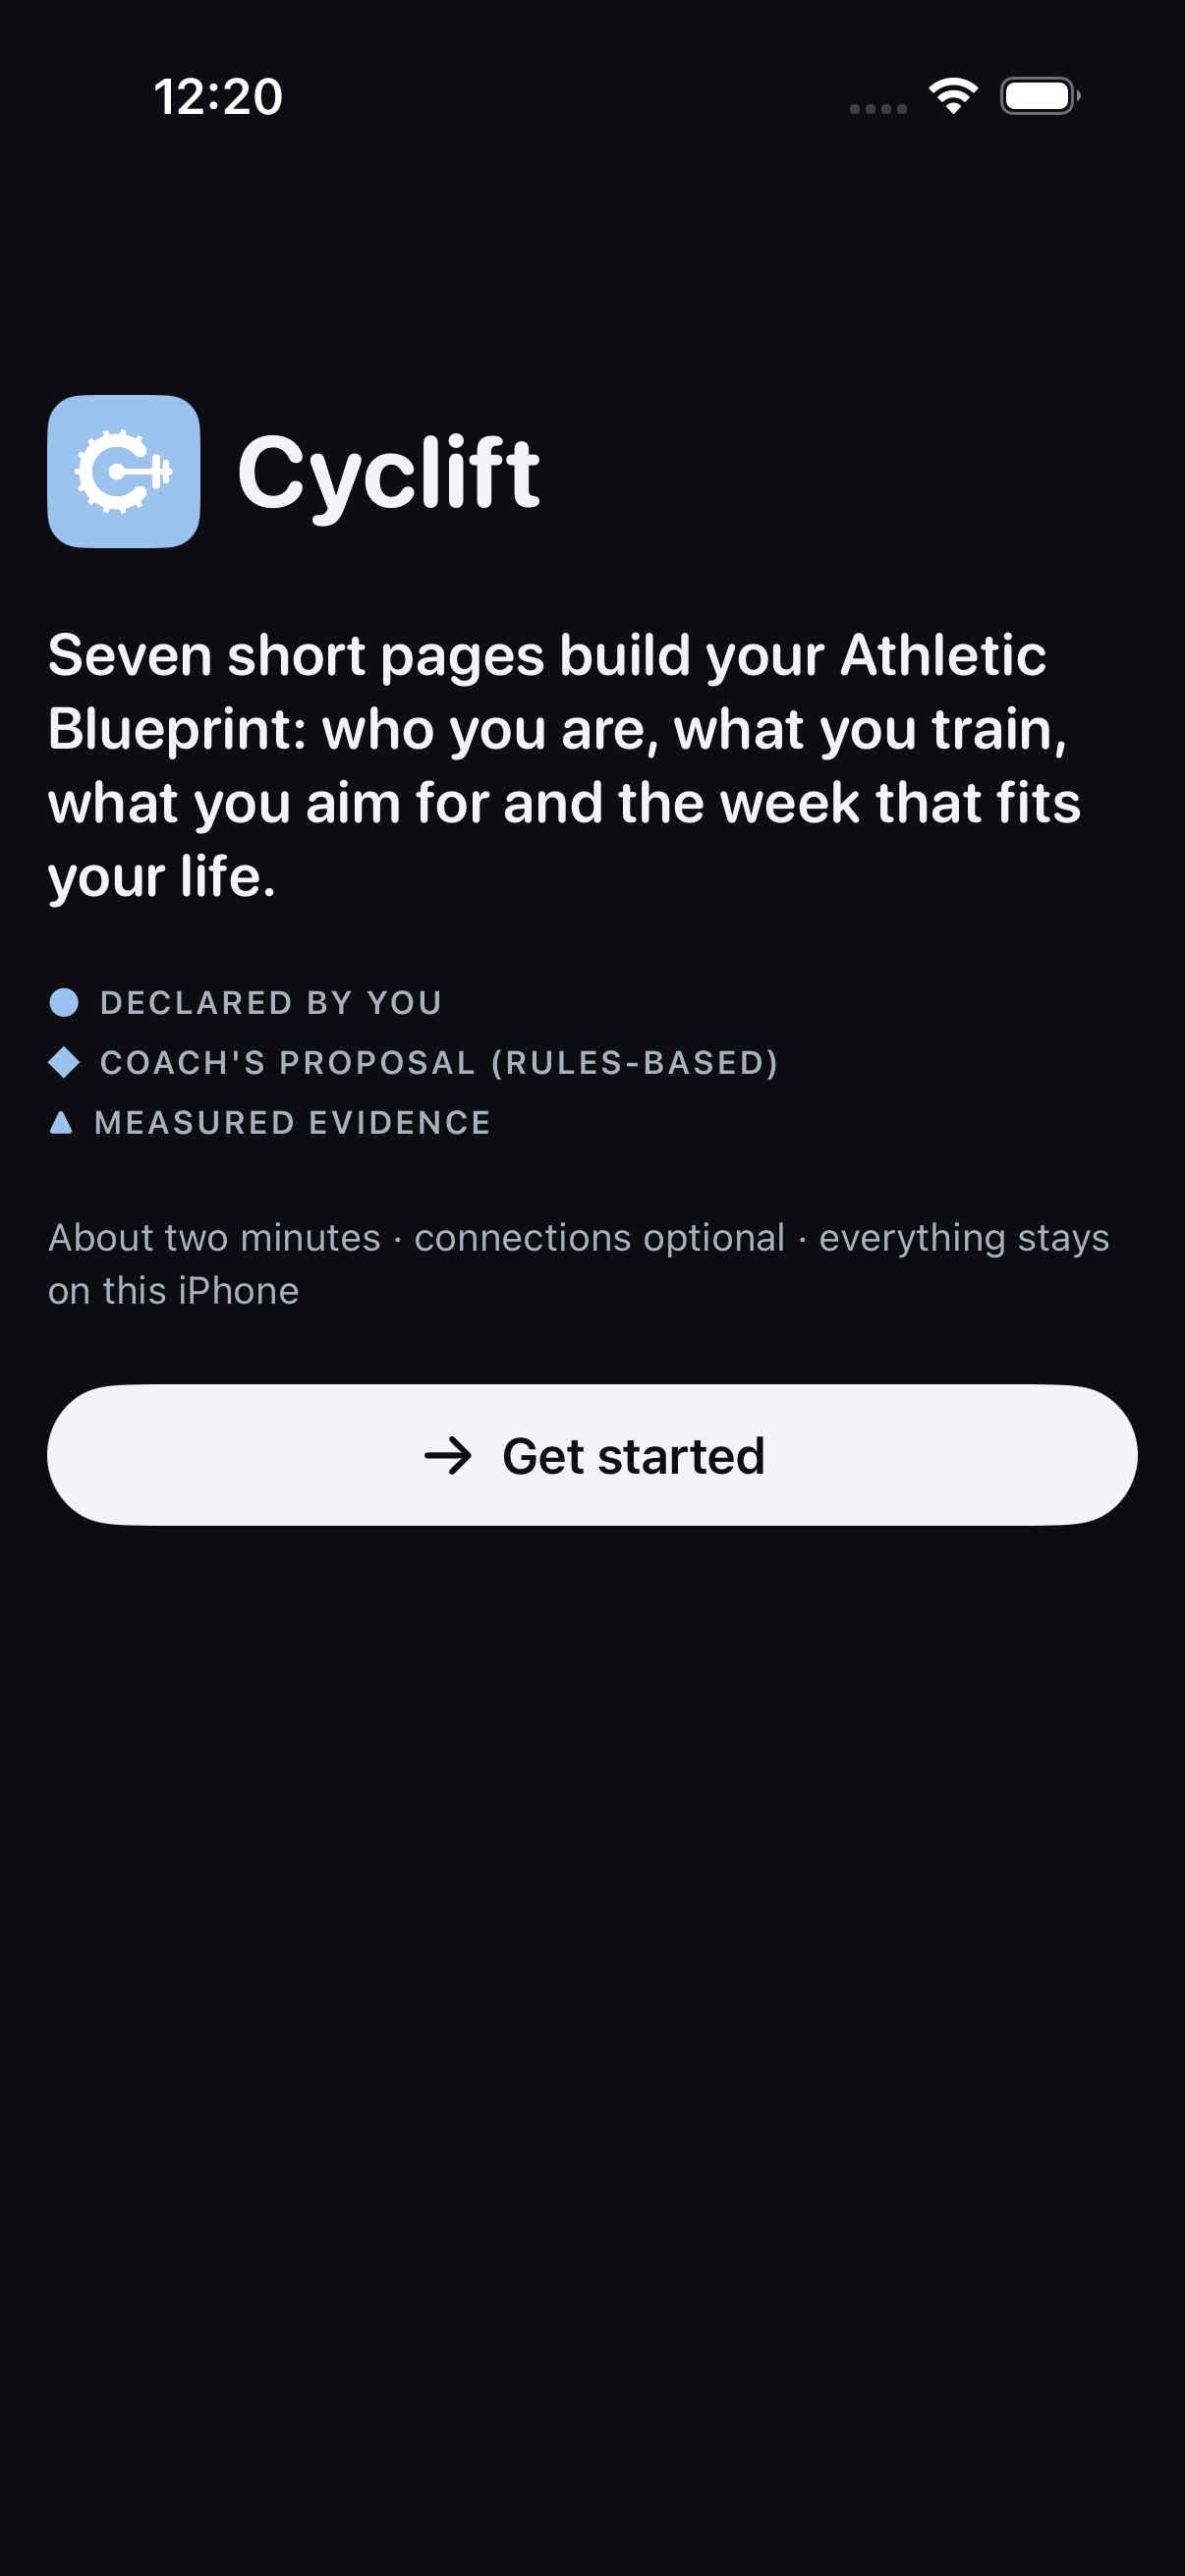 12:20
Cyclift
Seven short pages build your Athletic
Blueprint: who you are, what you train,
what you aim for and the week that fits
your life.
DECLARED BY YOU
COACH'S PROPOSAL (RULES-BASED)
MEASURED EVIDENCE
About two minutes · connections optional · everything stays
on this iPhone
Get started